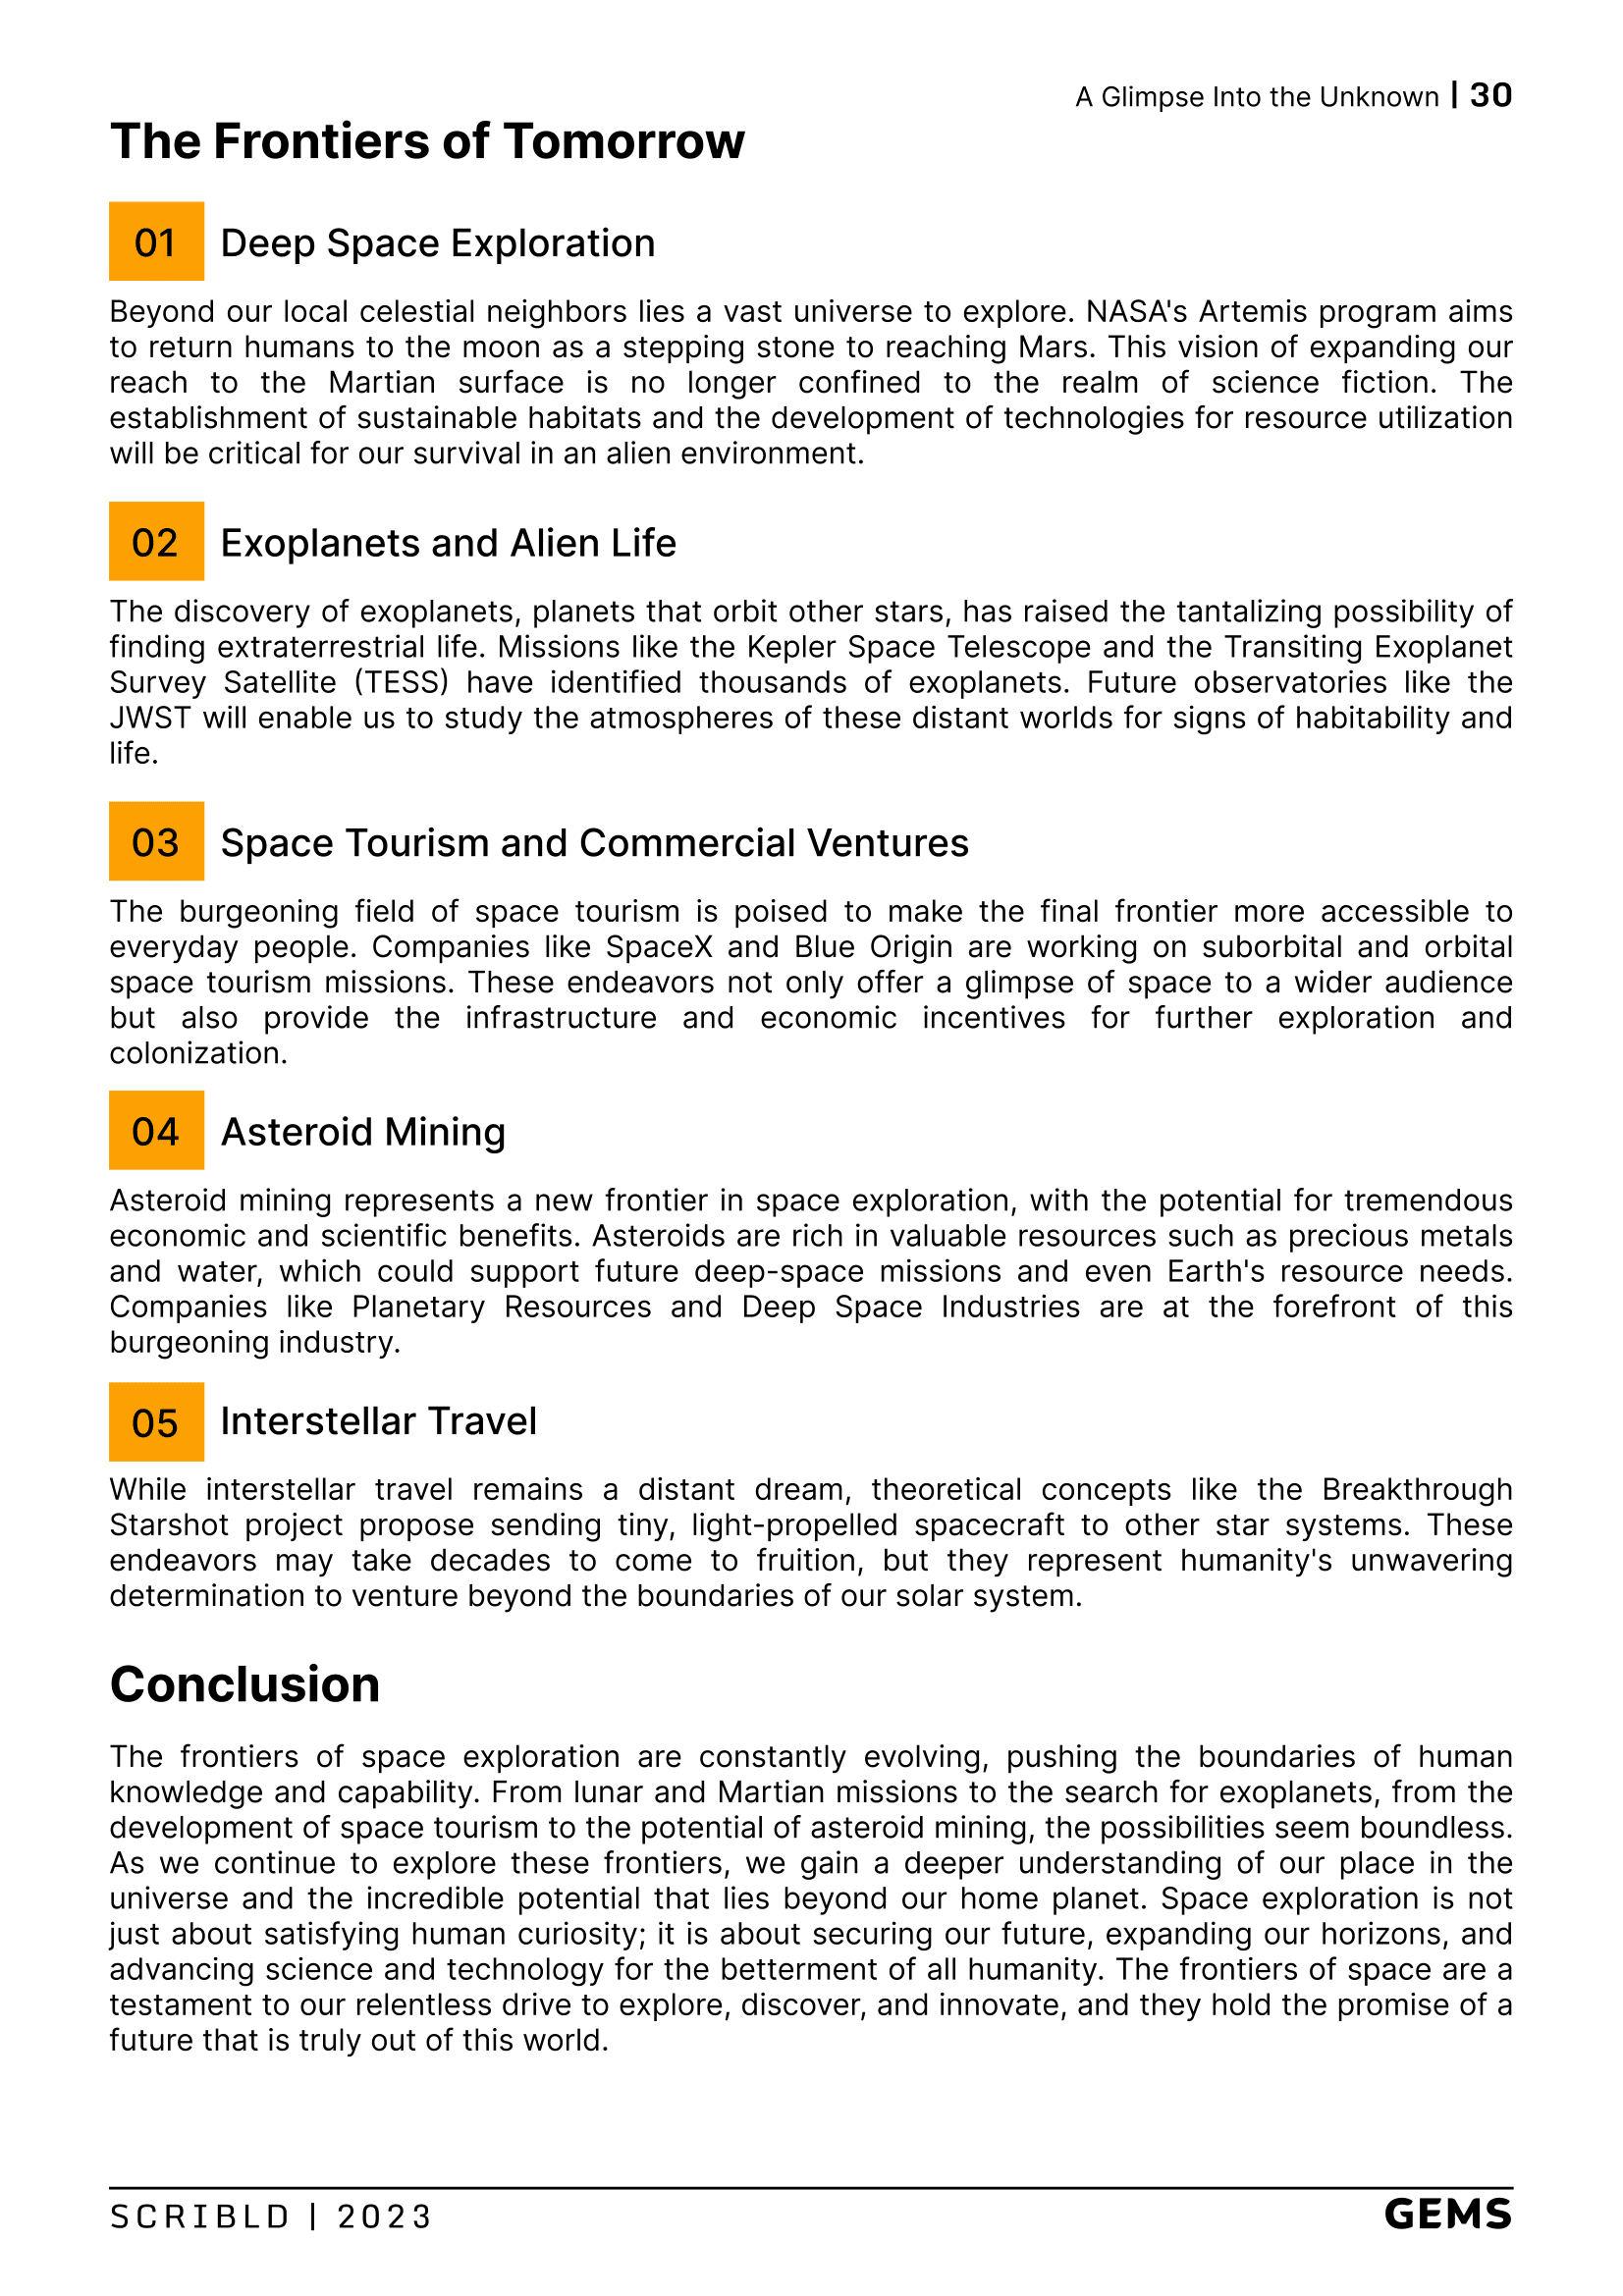 A Glimpse Into the Unknown | 30
The Frontiers of Tomorrow
01 Deep Space Exploration
Beyond our local celestial neighbors lies a vast universe to explore. NASA's Artemis program aims
to return humans to the moon as a stepping stone to reaching Mars. This vision of expanding our
reach to the Martian surface is no longer confined to the realm of science fiction. The
establishment of sustainable habitats and the development of technologies for resource utilization
will be critical for our survival in an alien environment.
02 Exoplanets and Alien Life
The discovery of exoplanets, planets that orbit other stars, has raised the tantalizing possibility of
finding extraterrestrial life. Missions like the Kepler Space Telescope and the Transiting Exoplanet
Survey Satellite (TESS) have identified thousands of exoplanets. Future observatories like the
JWST will enable us to study the atmospheres of these distant worlds for signs of habitability and
life.
03 Space Tourism and Commercial Ventures
The burgeoning field of space tourism is poised to make the final frontier more accessible to
everyday people. Companies like SpaceX and Blue Origin are working on suborbital and orbital
space tourism missions. These endeavors not only offer a glimpse of space to a wider audience
but also provide the infrastructure and economic incentives for further exploration and
colonization.
04 Asteroid Mining
Asteroid mining represents a new frontier in space exploration, with the potential for tremendous
economic and scientific benefits. Asteroids are rich in valuable resources such as precious metals
and water, which could support future deep-space missions and even Earth's resource needs.
Companies like Planetary Resources and Deep Space Industries are at the forefront of this
burgeoning industry.
05 Interstellar Travel
While interstellar travel remains a distant dream, theoretical concepts like the Breakthrough
Starshot project propose sending tiny, light-propelled spacecraft to other star systems. These
endeavors may take decades to come to fruition, but they represent humanity's unwavering
determination to venture beyond the boundaries of our solar system.
Conclusion
The frontiers of space exploration are constantly evolving, pushing the boundaries of human
knowledge and capability. From lunar and Martian missions to the search for exoplanets, from the
development of space tourism to the potential of asteroid mining, the possibilities seem boundless.
As we continue to explore these frontiers, we gain a deeper understanding of our place in the
universe and the incredible potential that lies beyond our home planet. Space exploration is not
just about satisfying human curiosity; it is about securing our future, expanding our horizons, and
advancing science and technology for the betterment of all humanity. The frontiers of space are a
testament to our relentless drive to explore, discover, and innovate, and they hold the promise of a
future that is truly out of this world.
SCRIBLD | 2023
GEMS